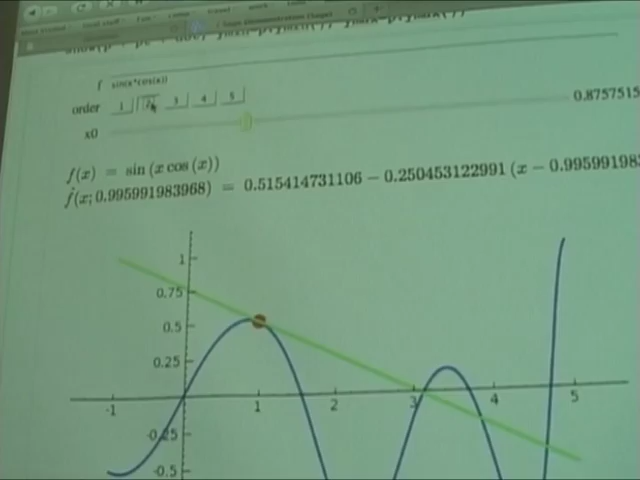 f sin(x*cos(x))
order 1 2 3 4 5
x0 0.8757515
f(x) = sin (x cos (x))
f̂(x; 0.995991983968) = 0.515414731106 − 0.250453122991 (x − 0.99599198
1
0.75
0.5
0.25
-1 1 2 3 4 5
-0.25
-0.5